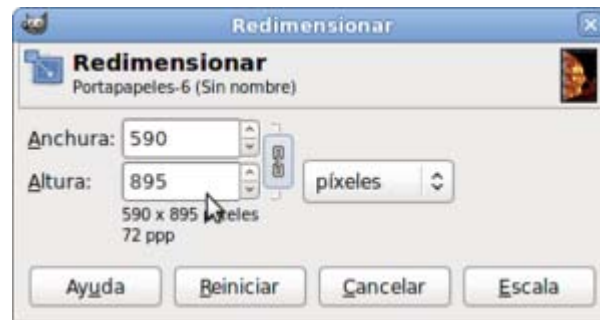 Redimensionar
Redimensionar
Portapapeles-6 (Sin nombre)
Anchura: 590
Altura: 895 píxeles
590 x 895 píxeles
72 ppp
Ayuda Reiniciar Cancelar Escala